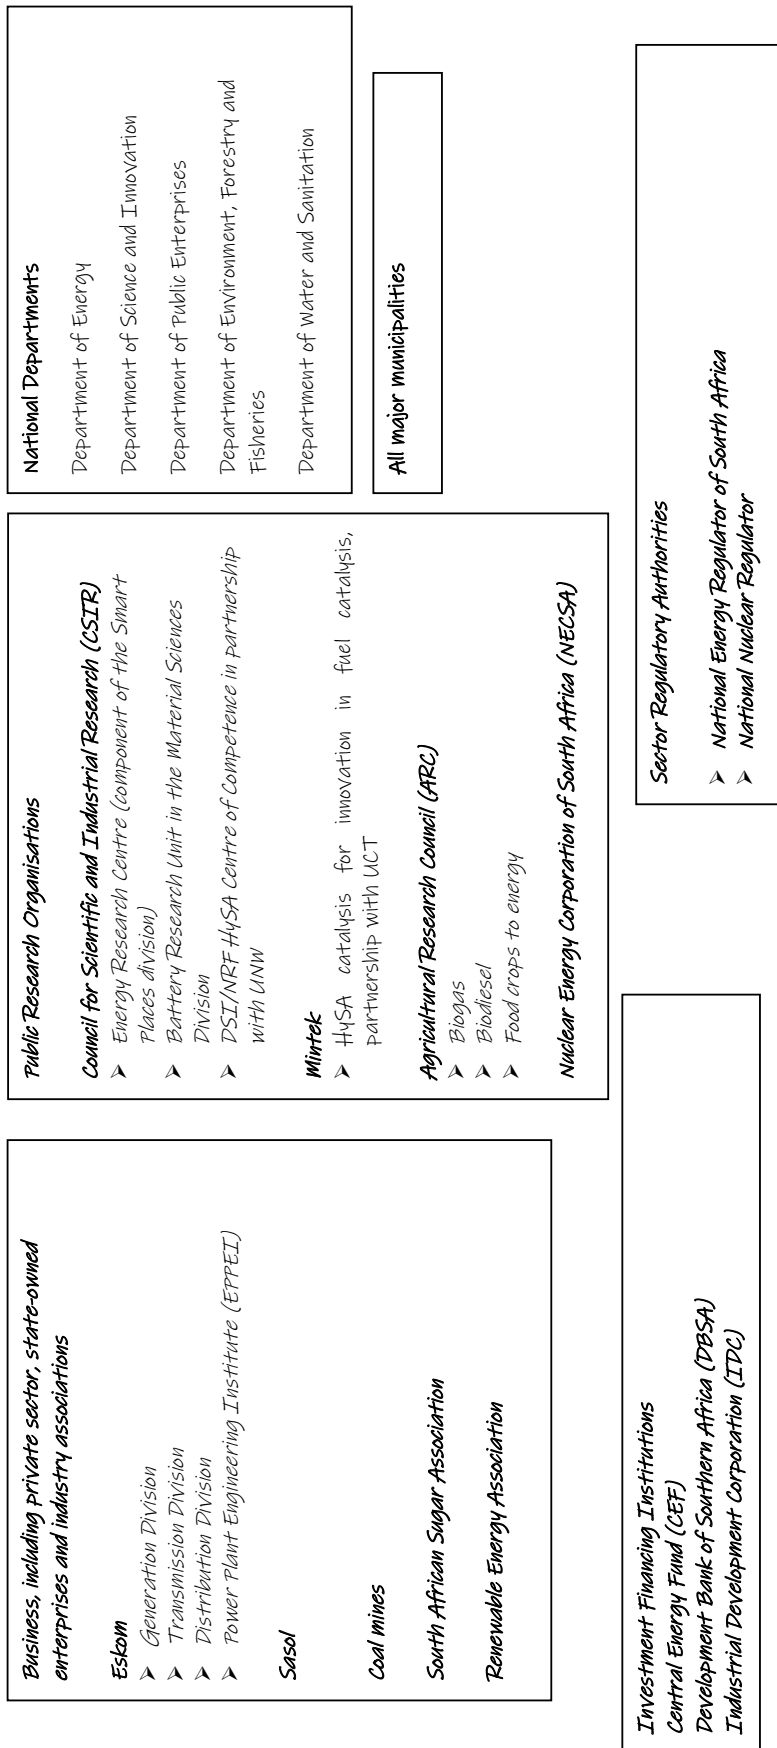 Business, including private sector, state-owned
enterprises and industry associations
Eskom
➤ Generation Division
➤ Transmission Division
➤ Distribution Division
➤ Power Plant Engineering Institute (EPPEI)
Sasol
Coal mines
South African Sugar Association
Renewable Energy Association
Public Research Organisations
Council for Scientific and Industrial Research (CSIR)
➤ Energy Research Centre (component of the Smart
Places division)
➤ Battery Research Unit in the Material Sciences
Division
➤ DSI/NRF HySA Centre of Competence in partnership
with UNW
Mintek
➤ HySA catalysis for innovation in fuel catalysis,
partnership with UCT
Agricultural Research Council (ARC)
➤ Biogas
➤ Biodiesel
➤ Food crops to energy
Nuclear Energy Corporation of South Africa (NECSA)
National Departments
Department of Energy
Department of Science and Innovation
Department of Public Enterprises
Department of Environment, Forestry and
Fisheries
Department of Water and Sanitation
All major municipalities
Investment Financing Institutions
Central Energy Fund (CEF)
Development Bank of Southern Africa (DBSA)
Industrial Development Corporation (IDC)
Sector Regulatory Authorities
➤ National Energy Regulator of South Africa
➤ National Nuclear Regulator